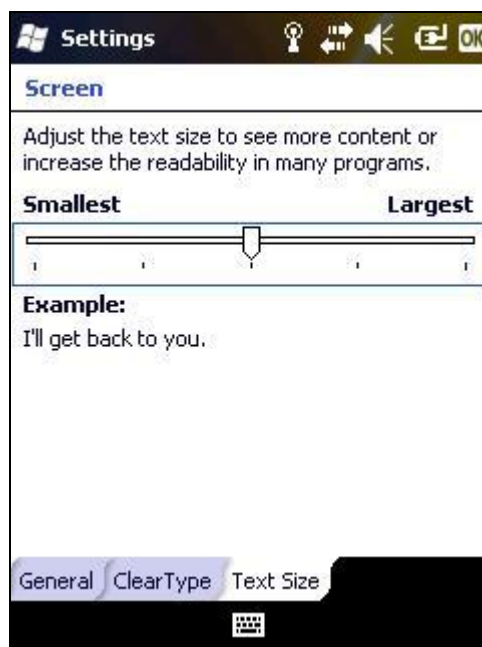 Settings
OK
Screen
Adjust the text size to see more content or
increase the readability in many programs.
Smallest Largest
Example:
I'll get back to you.
General ClearType Text Size